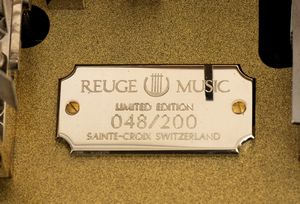 REUGE MUSIC
LIMITED EDITION
048/200
SAINTE-CROIX SWITZERLAND